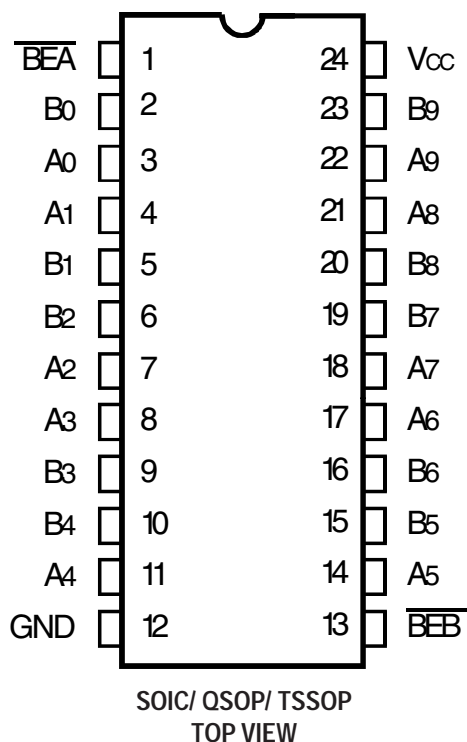 BEA 1 24 Vcc
B0 2 23 B9
A0 3 22 A9
A1 4 21 A8
B1 5 20 B8
B2 6 19 B7
A2 7 18 A7
A3 8 17 A6
B3 9 16 B6
B4 10 15 B5
A4 11 14 A5
GND 12 13 BEB
SOIC/ QSOP/ TSSOP
TOP VIEW